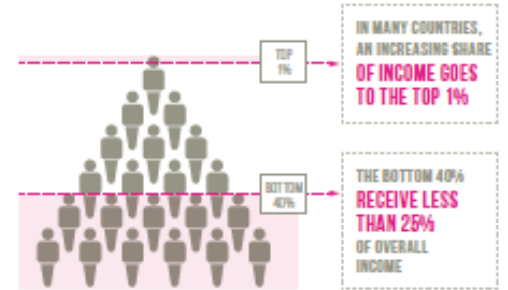 TOP
1%
IN MANY COUNTRIES,
AN INCREASING SHARE
OF INCOME GOES
TO THE TOP 1%
BOTTOM
40%
THE BOTTOM 40%
RECEIVE LESS
THAN 25%
OF OVERALL
INCOME